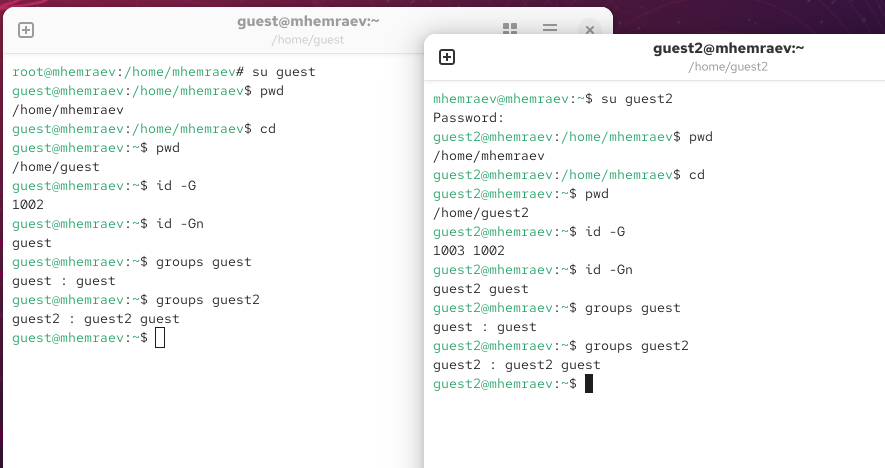 guest@mhemraev:~
/home/guest
root@mhemraev:/home/mhemraev# su guest
guest@mhemraev:/home/mhemraev$ pwd
/home/mhemraev
guest@mhemraev:/home/mhemraev$ cd
guest@mhemraev:~$ pwd
/home/guest
guest@mhemraev:~$ id -G
1002
guest@mhemraev:~$ id -Gn
guest
guest@mhemraev:~$ groups guest
guest : guest
guest@mhemraev:~$ groups guest2
guest2 : guest2 guest
guest@mhemraev:~$
guest2@mhemraev:~
/home/guest2
mhemraev@mhemraev:~$ su guest2
Password:
guest2@mhemraev:/home/mhemraev$ pwd
/home/mhemraev
guest2@mhemraev:/home/mhemraev$ cd
guest2@mhemraev:~$ pwd
/home/guest2
guest2@mhemraev:~$ id -G
1003 1002
guest2@mhemraev:~$ id -Gn
guest2 guest
guest2@mhemraev:~$ groups guest
guest : guest
guest2@mhemraev:~$ groups guest2
guest2 : guest2 guest
guest2@mhemraev:~$